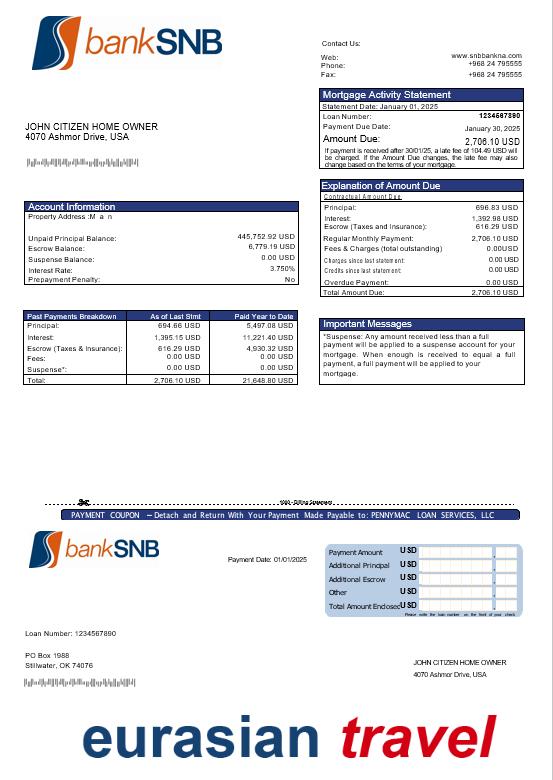 bankSNB
Contact Us:
Web: www.snbbankna.com
Phone: +968 24 795555
Fax: +968 24 795555
Mortgage Activity Statement
Statement Date: January 01, 2025
Loan Number: 1234567890
Payment Due Date: January 30, 2025
Amount Due: 2,706.10 USD
If payment is received after 30/01/25, a late fee of 104.49 USD will
be charged. If the Amount Due changes, the late fee may also
change based on the terms of your mortgage.
JOHN CITIZEN HOME OWNER
4070 Ashmor Drive, USA
Account Information
Property Address :M a n
Unpaid Principal Balance: 445,752.92 USD
Escrow Balance: 6,779.19 USD
Suspense Balance: 0.00 USD
Interest Rate: 3.750%
Prepayment Penalty: No
Explanation of Amount Due
Contractual Amount Due
Principal: 696.83 USD
Interest: 1,392.98 USD
Escrow (Taxes and Insurance): 616.29 USD
Regular Monthly Payment: 2,706.10 USD
Fees & Charges (total outstanding) 0.00USD
Charges since last statement: 0.00 USD
Credits since last statement: 0.00 USD
Overdue Payment: 0.00 USD
Total Amount Due: 2,706.10 USD
Past Payments Breakdown As of Last Stmt Paid Year to Date
Principal: 694.66 USD 5,497.08 USD
Interest: 1,395.15 USD 11,221.40 USD
Escrow (Taxes & Insurance): 616.29 USD 4,930.32 USD
Fees: 0.00 USD 0.00 USD
Suspense*: 0.00 USD 0.00 USD
Total: 2,706.10 USD 21,648.80 USD
Important Messages
*Suspense: Any amount received less than a full
payment will be applied to a suspense account for your
mortgage. When enough is received to equal a full
payment, a full payment will be applied to your
mortgage.
Billing Statement
PAYMENT COUPON – Detach and Return With Your Payment Made Payable to: PENNYMAC LOAN SERVICES, LLC
bankSNB
Payment Date: 01/01/2025
Payment Amount USD
Additional Principal USD
Additional Escrow USD
Other USD
Total Amount Enclosed USD
Please write the loan number on the front of your check
Loan Number: 1234567890
PO Box 1988
Stillwater, OK 74076
JOHN CITIZEN HOME OWNER
4070 Ashmor Drive, USA
eurasian travel